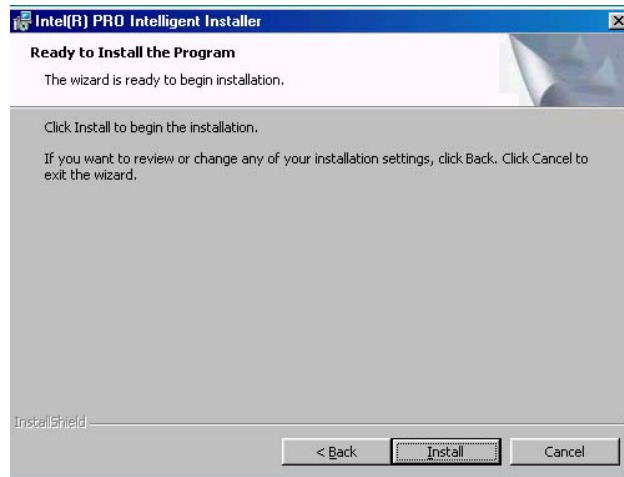 Intel(R) PRO Intelligent Installer
Ready to Install the Program
The wizard is ready to begin installation.
Click Install to begin the installation.
If you want to review or change any of your installation settings, click Back. Click Cancel to
exit the wizard.
InstallShield
< Back
Install
Cancel